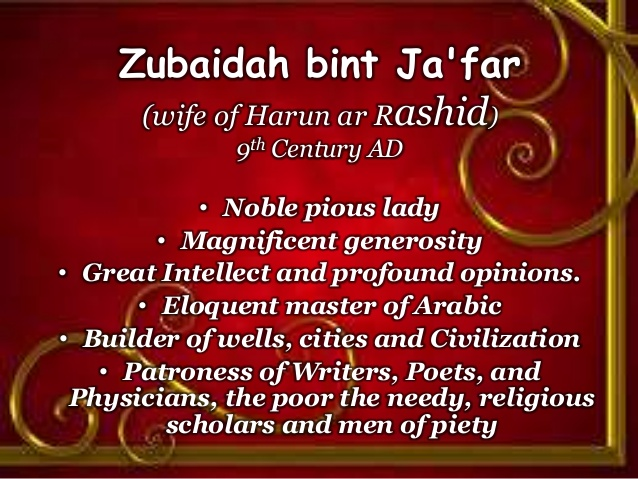 Zubaidah bint Ja'far
(wife of Harun ar Rashid)
9th Century AD
• Noble pious lady
• Magnificent generosity
• Great Intellect and profound opinions.
• Eloquent master of Arabic
• Builder of wells, cities and Civilization
• Patroness of Writers, Poets, and
Physicians, the poor the needy, religious
scholars and men of piety